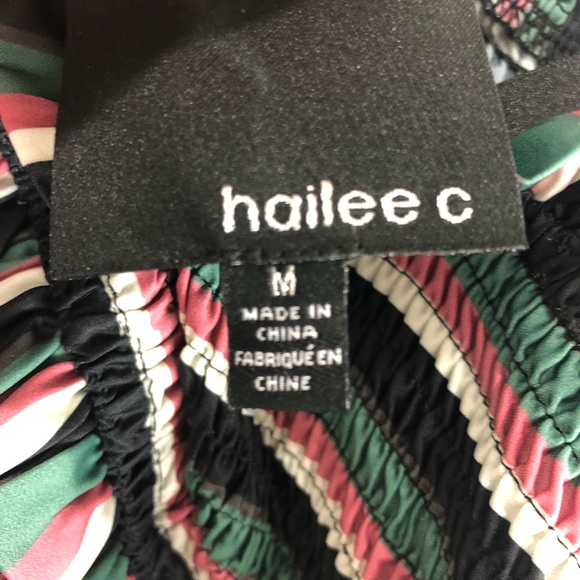 hailee c
M
MADE IN
CHINA
FABRIQUÉ EN
CHINE